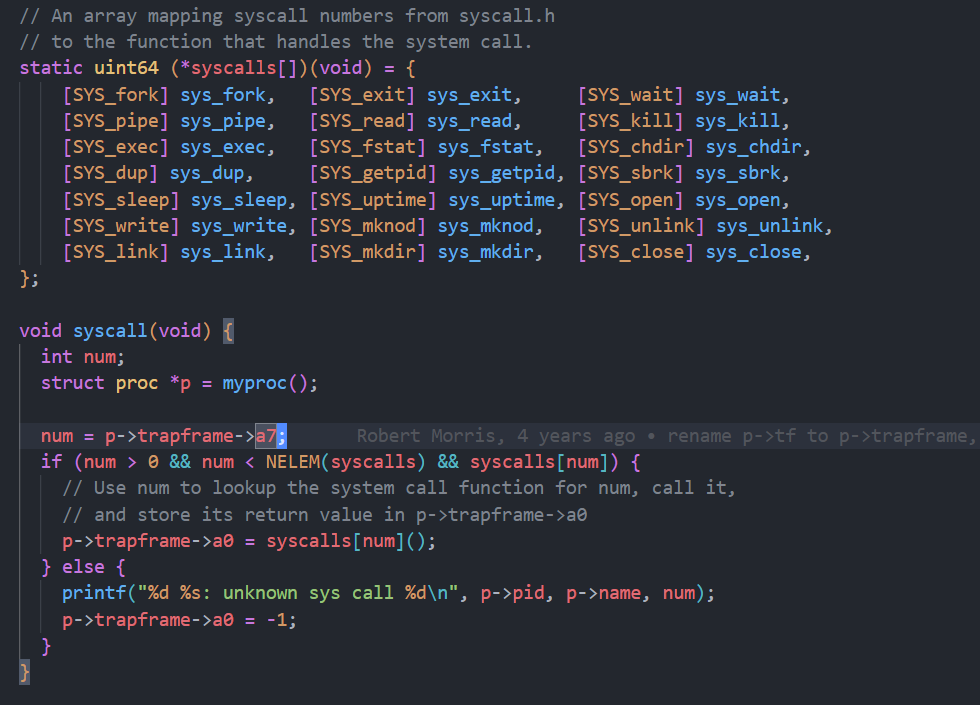 // An array mapping syscall numbers from syscall.h
// to the function that handles the system call.
static uint64 (*syscalls[])(void) = {
    [SYS_fork] sys_fork,   [SYS_exit] sys_exit,     [SYS_wait] sys_wait,
    [SYS_pipe] sys_pipe,   [SYS_read] sys_read,     [SYS_kill] sys_kill,
    [SYS_exec] sys_exec,   [SYS_fstat] sys_fstat,   [SYS_chdir] sys_chdir,
    [SYS_dup] sys_dup,     [SYS_getpid] sys_getpid, [SYS_sbrk] sys_sbrk,
    [SYS_sleep] sys_sleep, [SYS_uptime] sys_uptime, [SYS_open] sys_open,
    [SYS_write] sys_write, [SYS_mknod] sys_mknod,   [SYS_unlink] sys_unlink,
    [SYS_link] sys_link,   [SYS_mkdir] sys_mkdir,   [SYS_close] sys_close,
};

void syscall(void) {
  int num;
  struct proc *p = myproc();

  num = p->trapframe->a7;       Robert Morris, 4 years ago • rename p->tf to p->trapframe,
  if (num > 0 && num < NELEM(syscalls) && syscalls[num]) {
    // Use num to lookup the system call function for num, call it,
    // and store its return value in p->trapframe->a0
    p->trapframe->a0 = syscalls[num]();
  } else {
    printf("%d %s: unknown sys call %d\n", p->pid, p->name, num);
    p->trapframe->a0 = -1;
  }
}